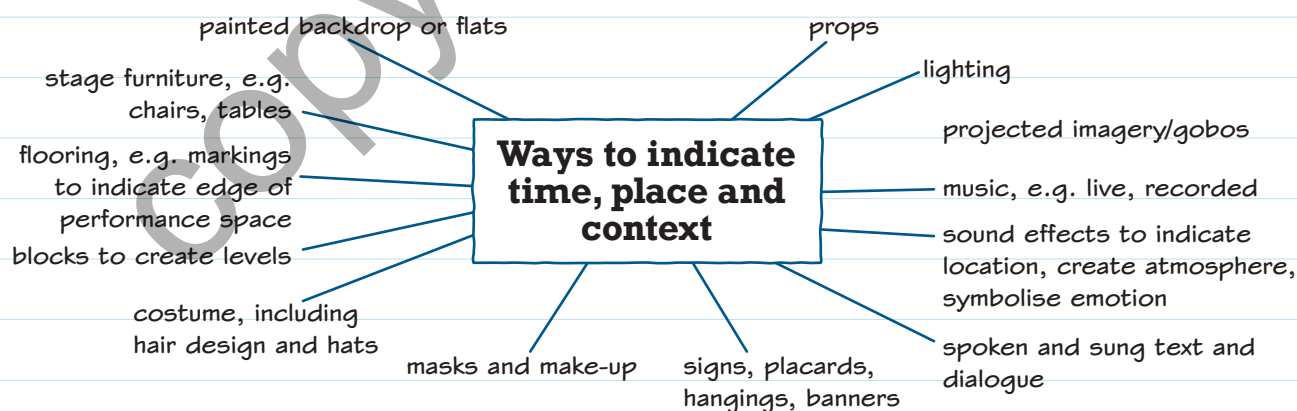 painted backdrop or flats
props
stage furniture, e.g.
chairs, tables
lighting
projected imagery/gobos
flooring, e.g. markings
to indicate edge of
performance space
Ways to indicate
time, place and
context
music, e.g. live, recorded
blocks to create levels
sound effects to indicate
location, create atmosphere,
symbolise emotion
costume, including
hair design and hats
masks and make-up
signs, placards,
hangings, banners
spoken and sung text and
dialogue
copy